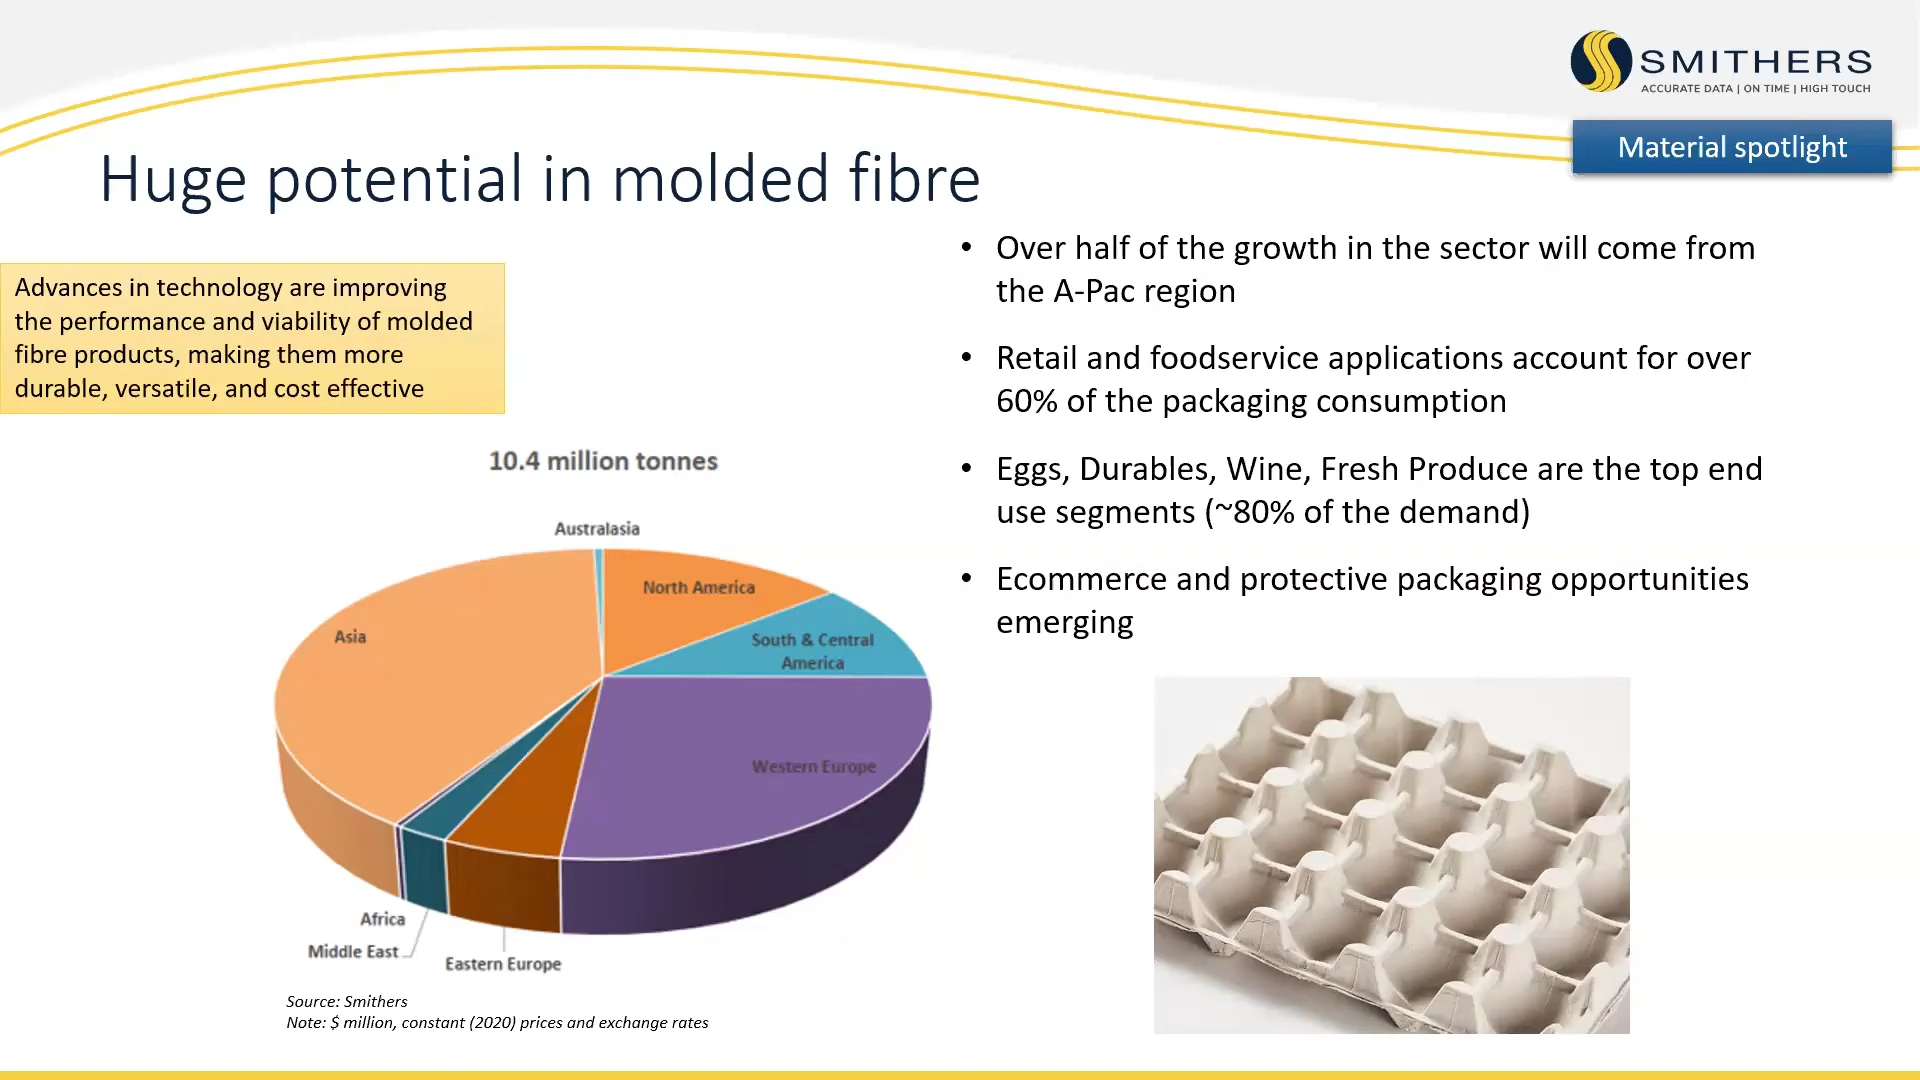 SMITHERS
ACCURATE DATA | ON TIME | HIGH TOUCH
Material spotlight
Huge potential in molded fibre
Advances in technology are improving
the performance and viability of molded
fibre products, making them more
durable, versatile, and cost effective
10.4 million tonnes
Australasia
North America
South & Central
America
Asia
Western Europe
Africa
Middle East
Eastern Europe
Source: Smithers
Note: $ million, constant (2020) prices and exchange rates
• Over half of the growth in the sector will come from
the A-Pac region
• Retail and foodservice applications account for over
60% of the packaging consumption
• Eggs, Durables, Wine, Fresh Produce are the top end
use segments (~80% of the demand)
• Ecommerce and protective packaging opportunities
emerging